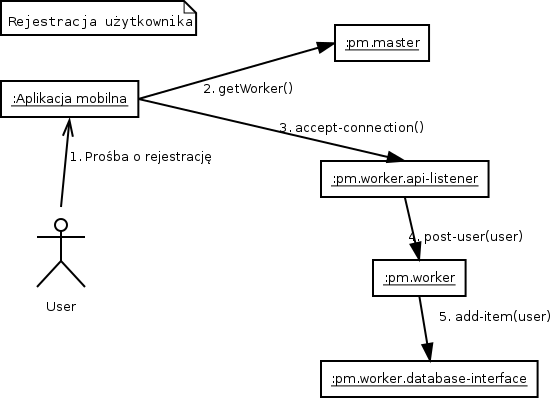 Rejestracja użytkownika
:pm.master
2. getWorker()
:Aplikacja mobilna
3. accept-connection()
1. Prośba o rejestrację
:pm.worker.api-listener
4. post-user(user)
:pm.worker
User
5. add-item(user)
:pm.worker.database-interface